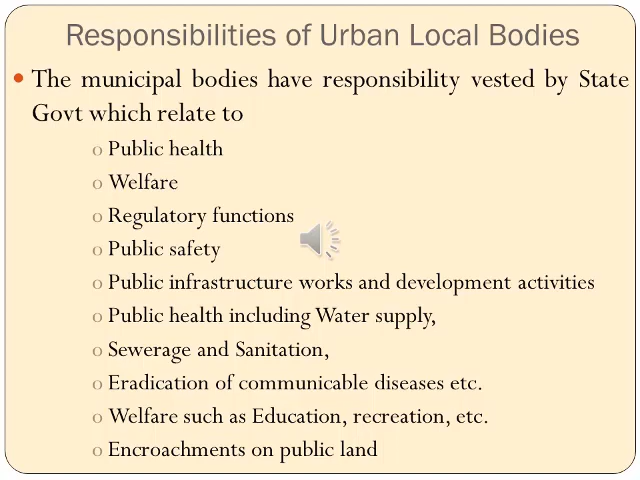 Responsibilities of Urban Local Bodies
• The municipal bodies have responsibility vested by State
Govt which relate to
o Public health
o Welfare
o Regulatory functions
o Public safety
o Public infrastructure works and development activities
o Public health including Water supply,
o Sewerage and Sanitation,
o Eradication of communicable diseases etc.
o Welfare such as Education, recreation, etc.
o Encroachments on public land